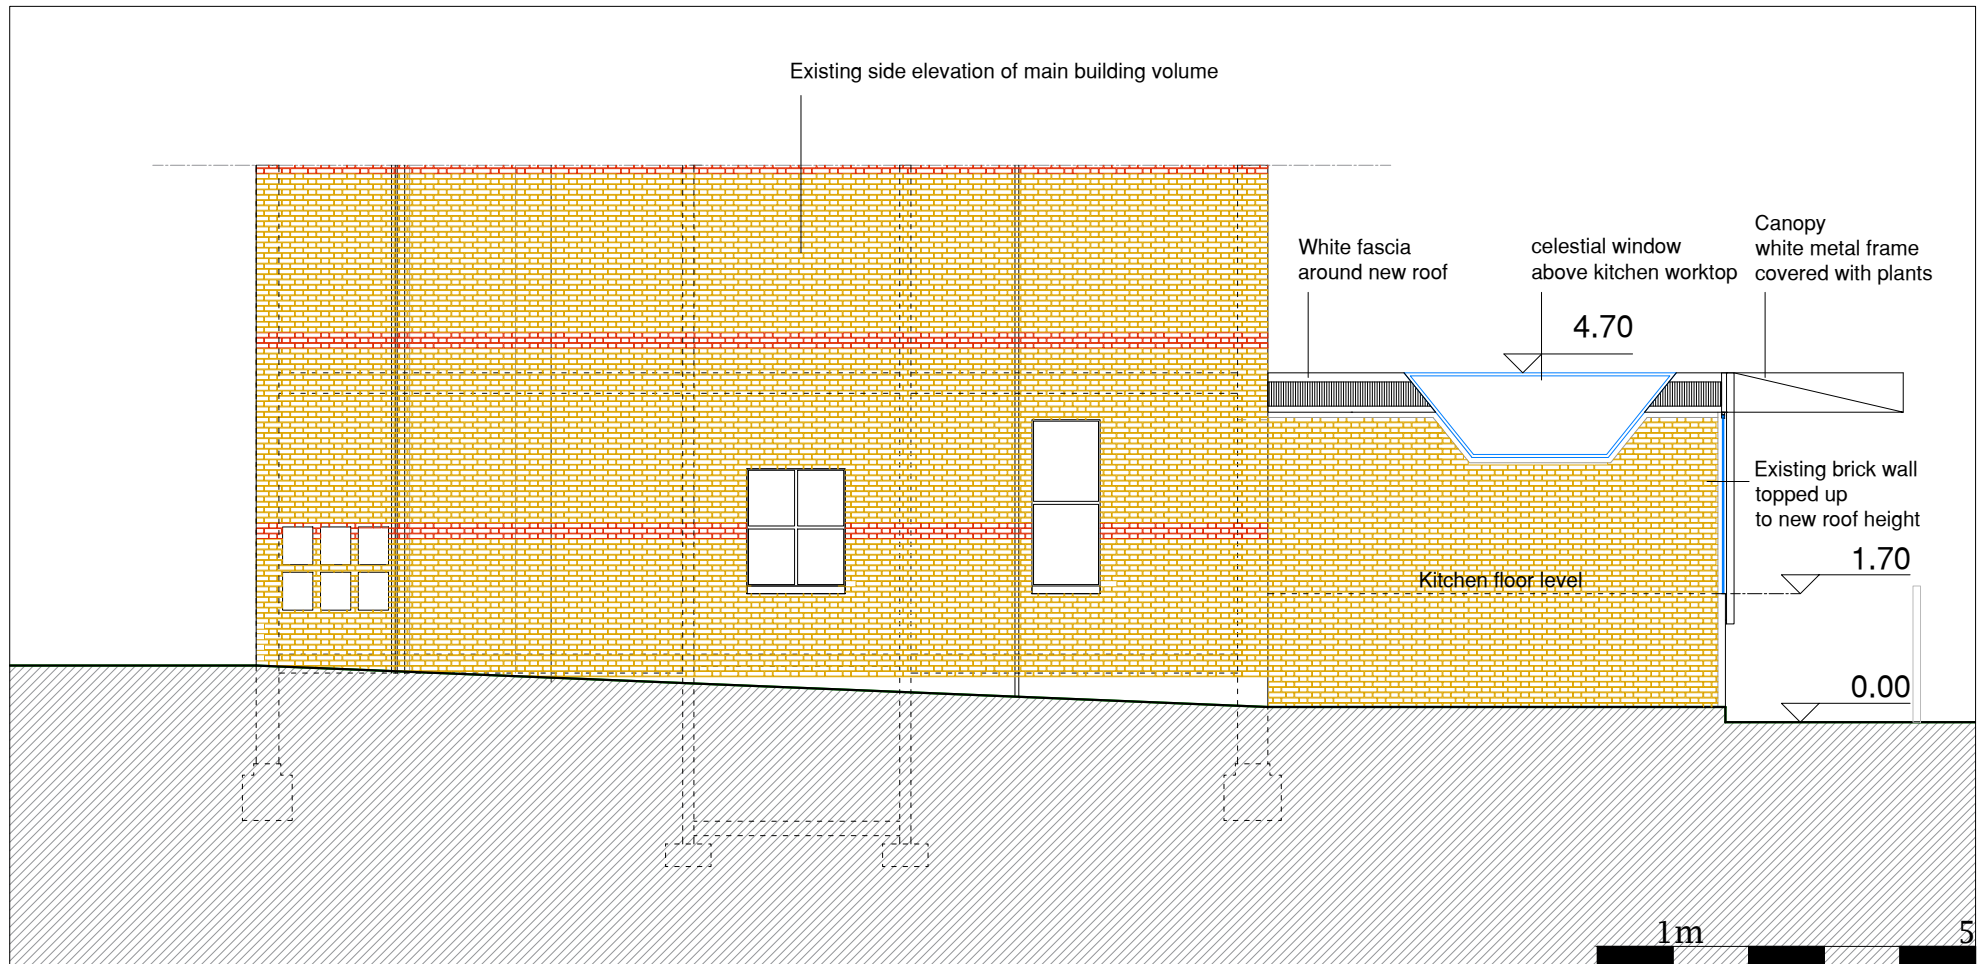 Existing side elevation of main building volume
White fascia
around new roof
celestial window
above kitchen worktop
Canopy
white metal frame
covered with plants
4.70
Existing brick wall
topped up
to new roof height
Kitchen floor level
1.70
0.00
1m
5